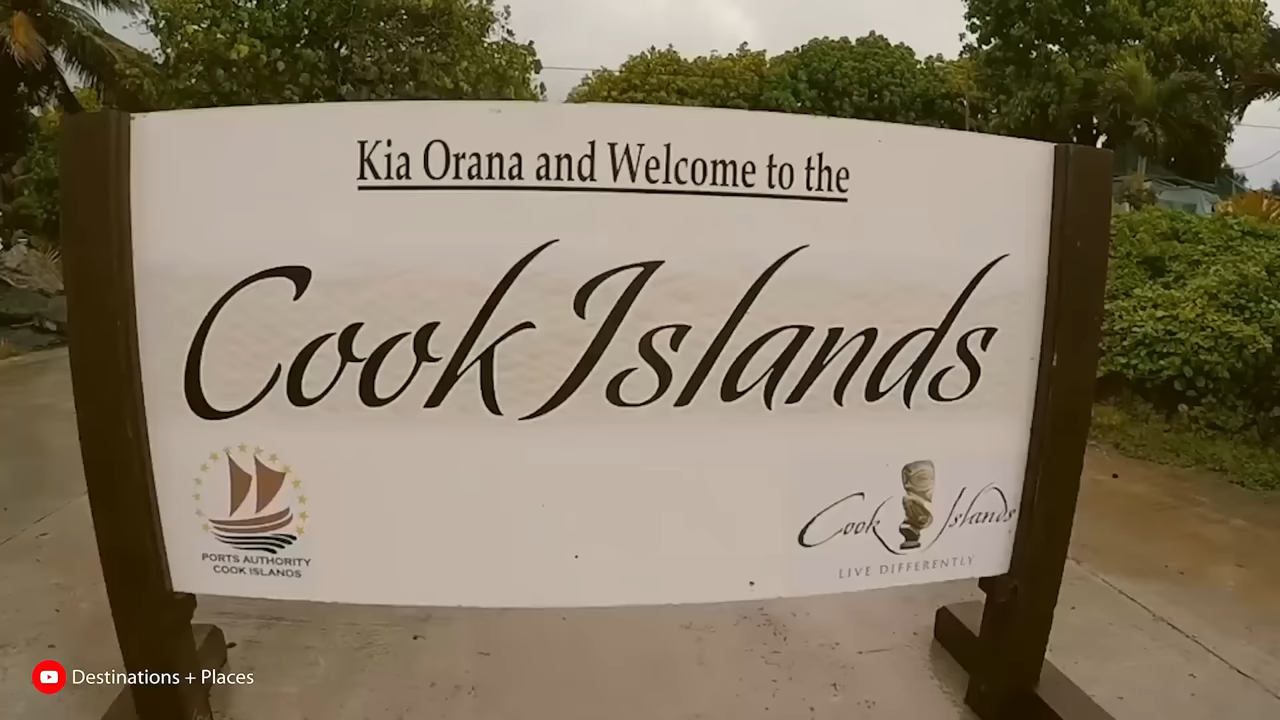 Kia Orana and Welcome to the
Cook Islands
PORTS AUTHORITY
COOK ISLANDS
Cook Islands
LIVE DIFFERENTLY
Destinations + Places